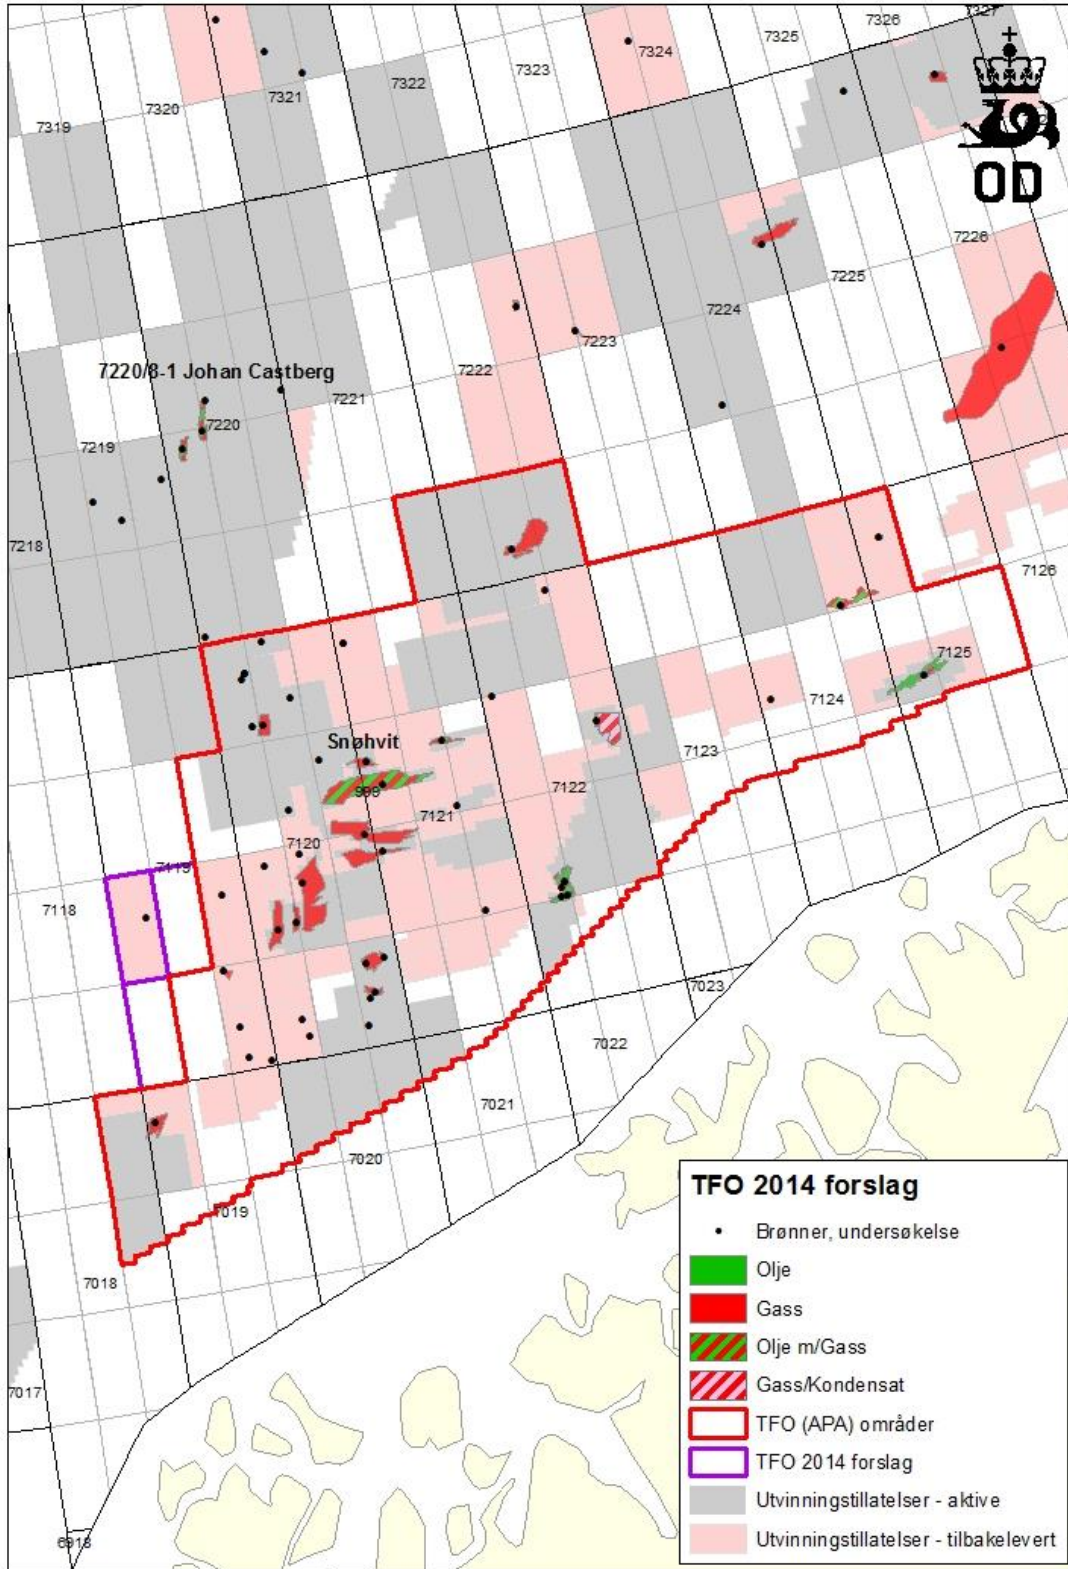 7326
7327
7325
7324
7323
7322
7321
7320
7319
OD
7226
7225
7224
7223
7222
7220/8-1 Johan Castberg
7221
7220
7219
7218
7126
7125
7124
Snøhvit
7123
7122
7121
7120
7119
7118
7023
7022
7021
7020
7019
7018
7017
6918
TFO 2014 forslag
Brønner, undersøkelse
Olje
Gass
Olje m/Gass
Gass/Kondensat
TFO (APA) områder
TFO 2014 forslag
Utvinningstillatelser - aktive
Utvinningstillatelser - tilbakelevert